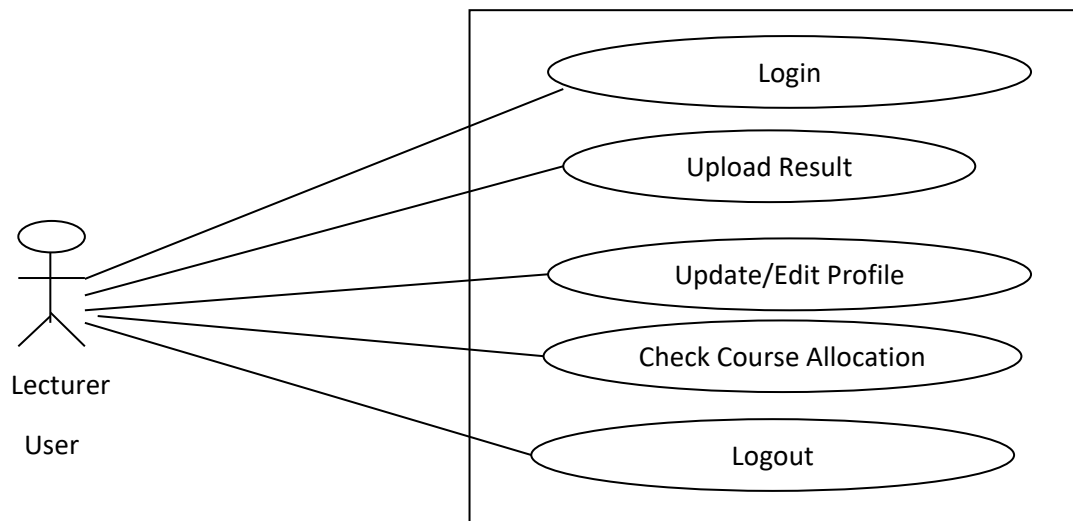 Login
Upload Result
Update/Edit Profile
Check Course Allocation
Logout
Lecturer
User